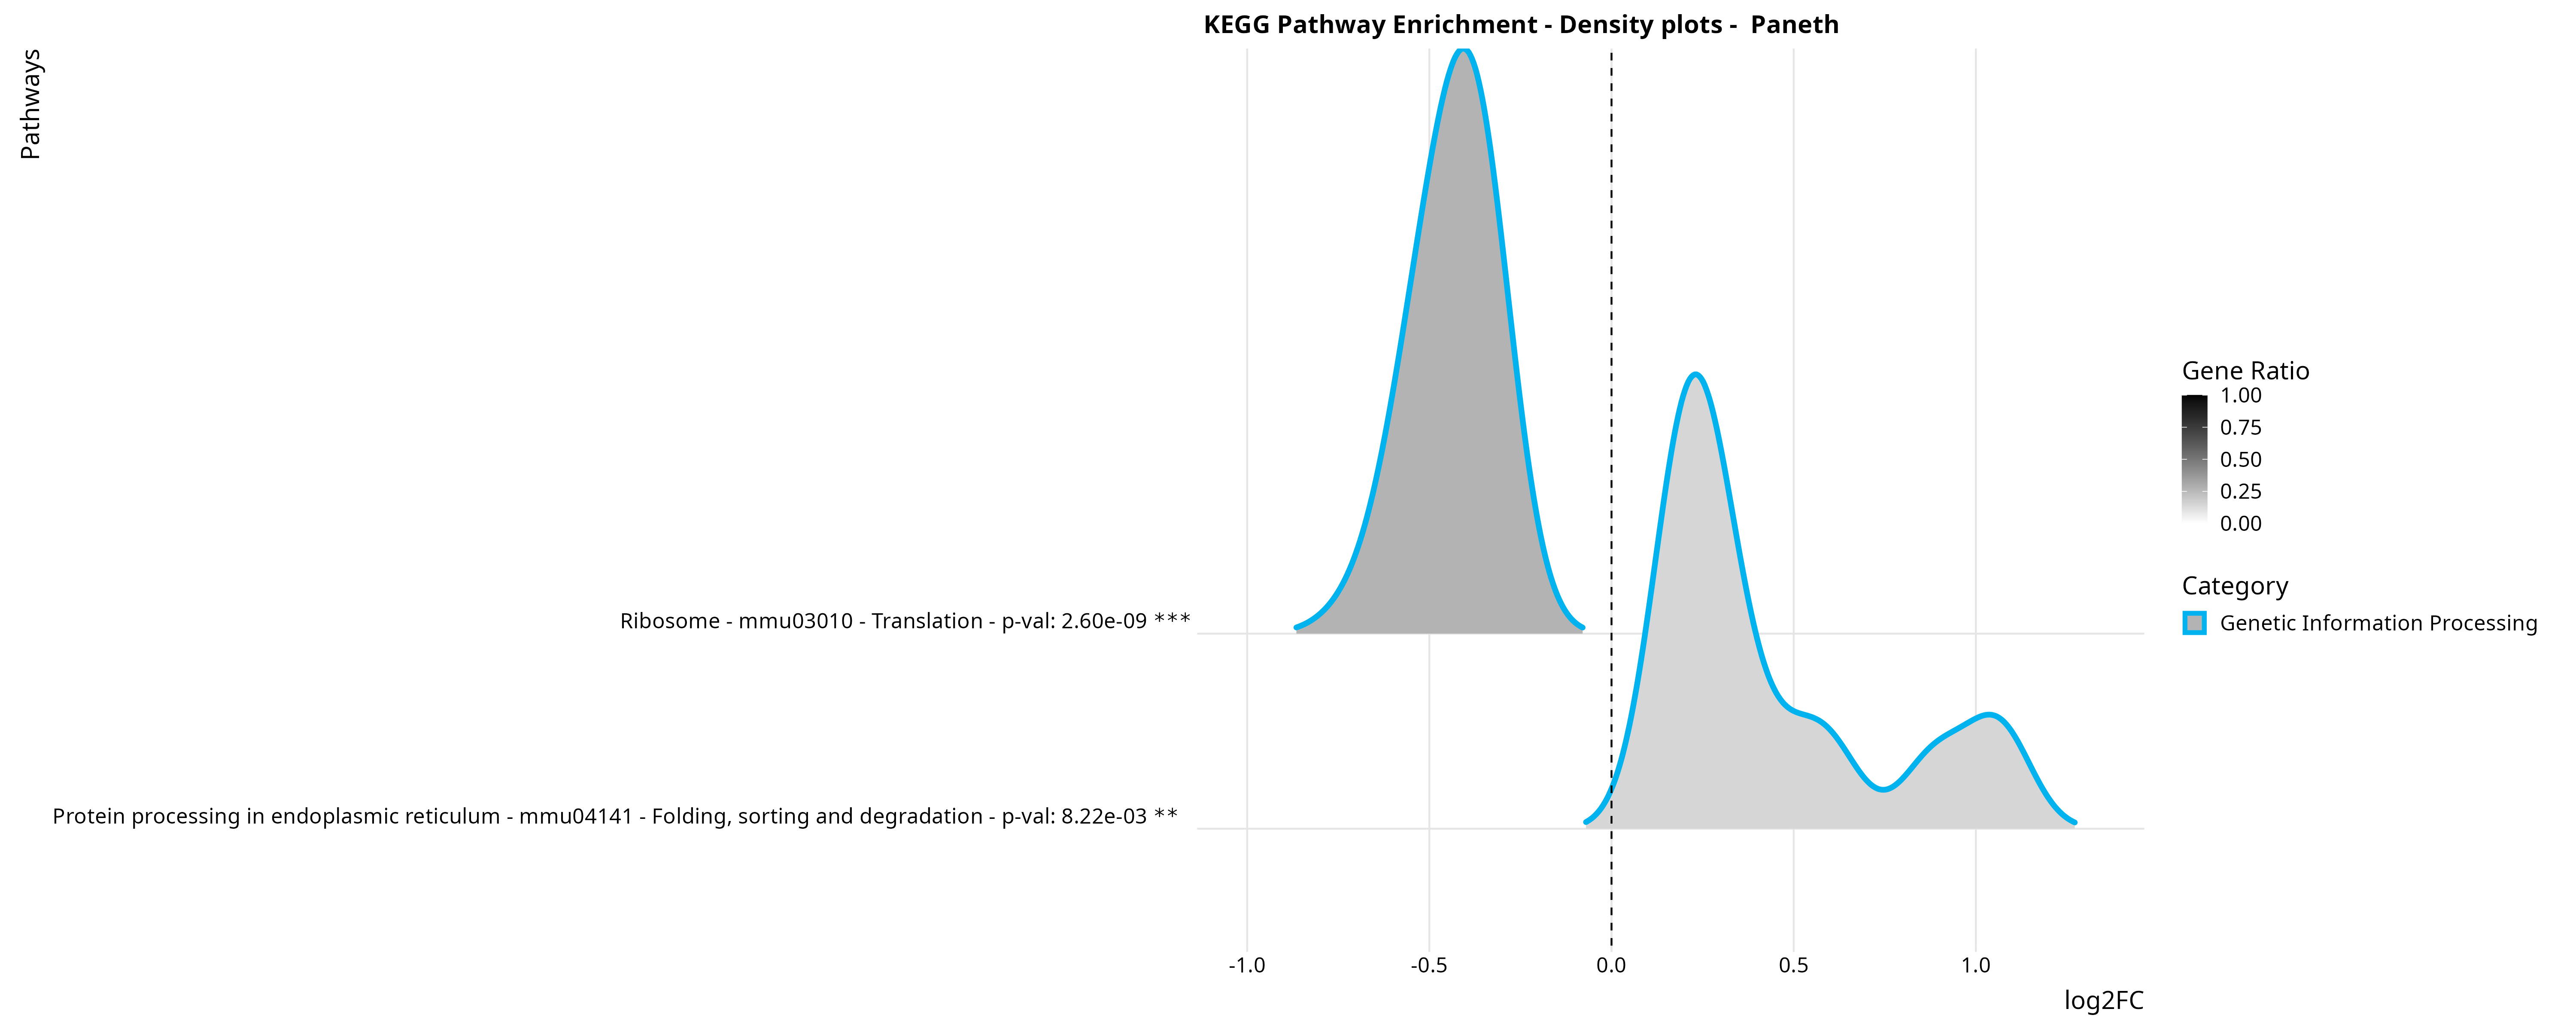 KEGG Pathway Enrichment - Density plots -  Paneth
Pathways
Ribosome - mmu03010 - Translation - p-val: 2.60e-09 ***
Protein processing in endoplasmic reticulum - mmu04141 - Folding, sorting and degradation - p-val: 8.22e-03 **
-1.0
-0.5
0.0
0.5
1.0
log2FC
Gene Ratio
1.00
0.75
0.50
0.25
0.00
Category
Genetic Information Processing